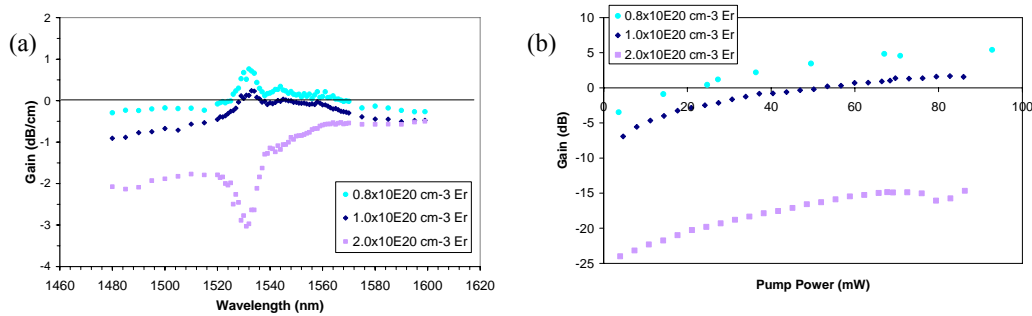 (a)
2
1
0
-1
-2
-3
-4
1460 1480 1500 1520 1540 1560 1580 1600 1620
Gain (dB/cm)
Wavelength (nm)
0.8x10E20 cm-3 Er
1.0x10E20 cm-3 Er
2.0x10E20 cm-3 Er
(b)
10
5
0
-5
-10
-15
-20
-25
0 20 40 60 80 100
Gain (dB)
Pump Power (mW)
0.8x10E20 cm-3 Er
1.0x10E20 cm-3 Er
2.0x10E20 cm-3 Er